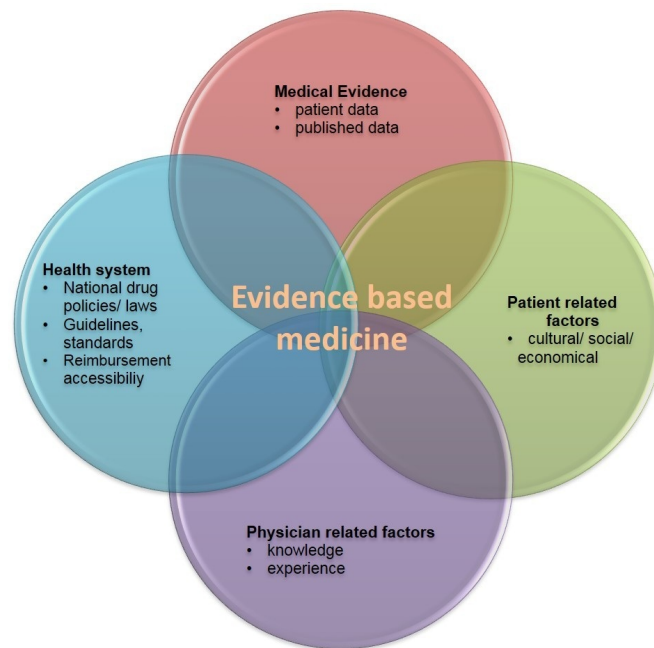 Medical Evidence
• patient data
• published data
Health system
• National drug
policies/ laws
• Guidelines,
standards
• Reimbursement
accessibiliy
Evidence based
medicine
Patient related
factors
• cultural/ social/
economical
Physician related factors
• knowledge
• experience